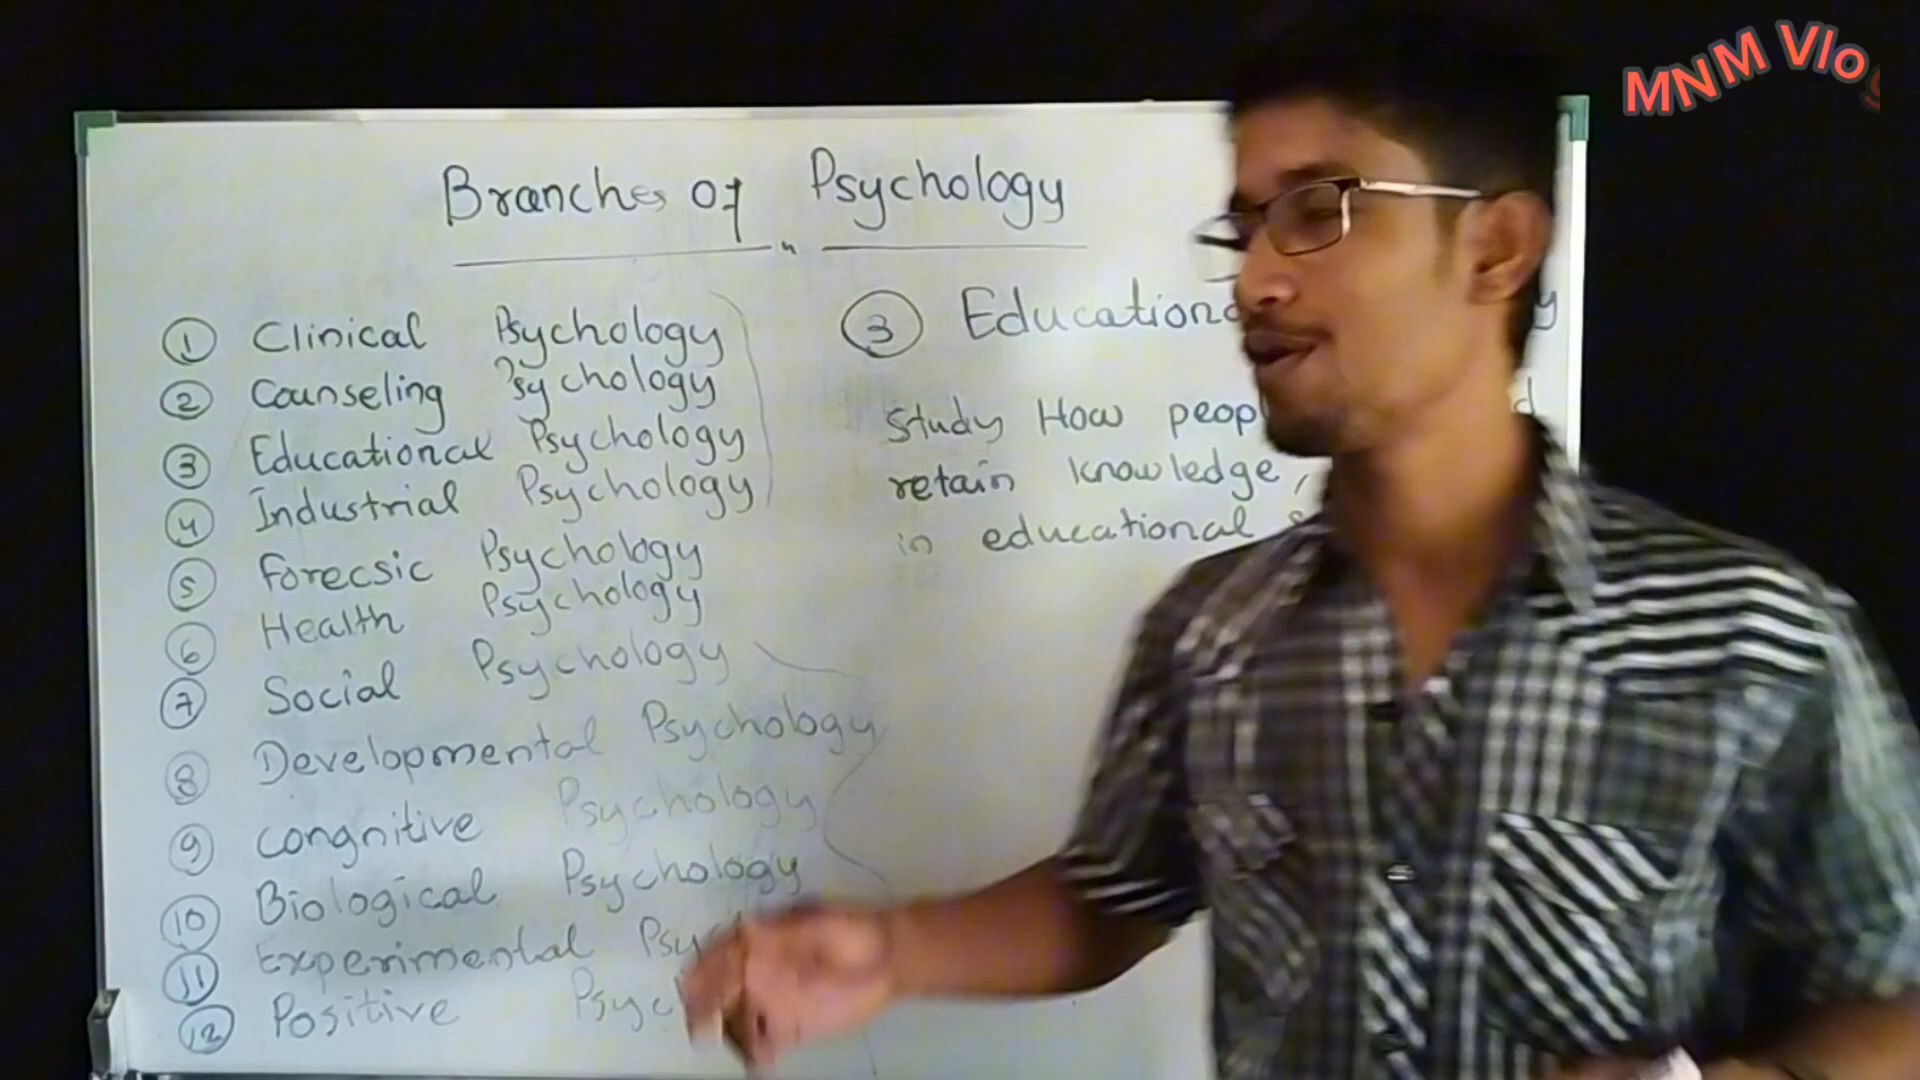 MNM Vlo
Branches of Psychology
1 Clinical Psychology
2 Counseling Psychology
3 Educational Psychology
4 Industrial Psychology
5 Forecsic Psychology
6 Health Psychology
7 Social Psychology
8 Developmental Psychology
9 Congnitive Psychology
10 Biological Psychology
11 Experimental
12 Positive
3
Study How
retain knowledge,
in educational